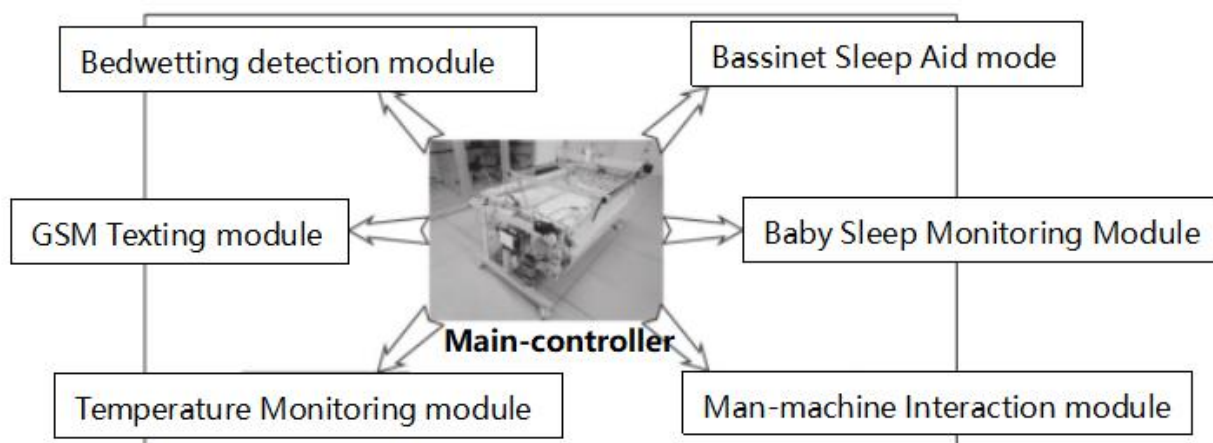 Bedwetting detection module
Bassinet Sleep Aid mode
GSM Texting module
Baby Sleep Monitoring Module
Main-controller
Temperature Monitoring module
Man-machine Interaction module